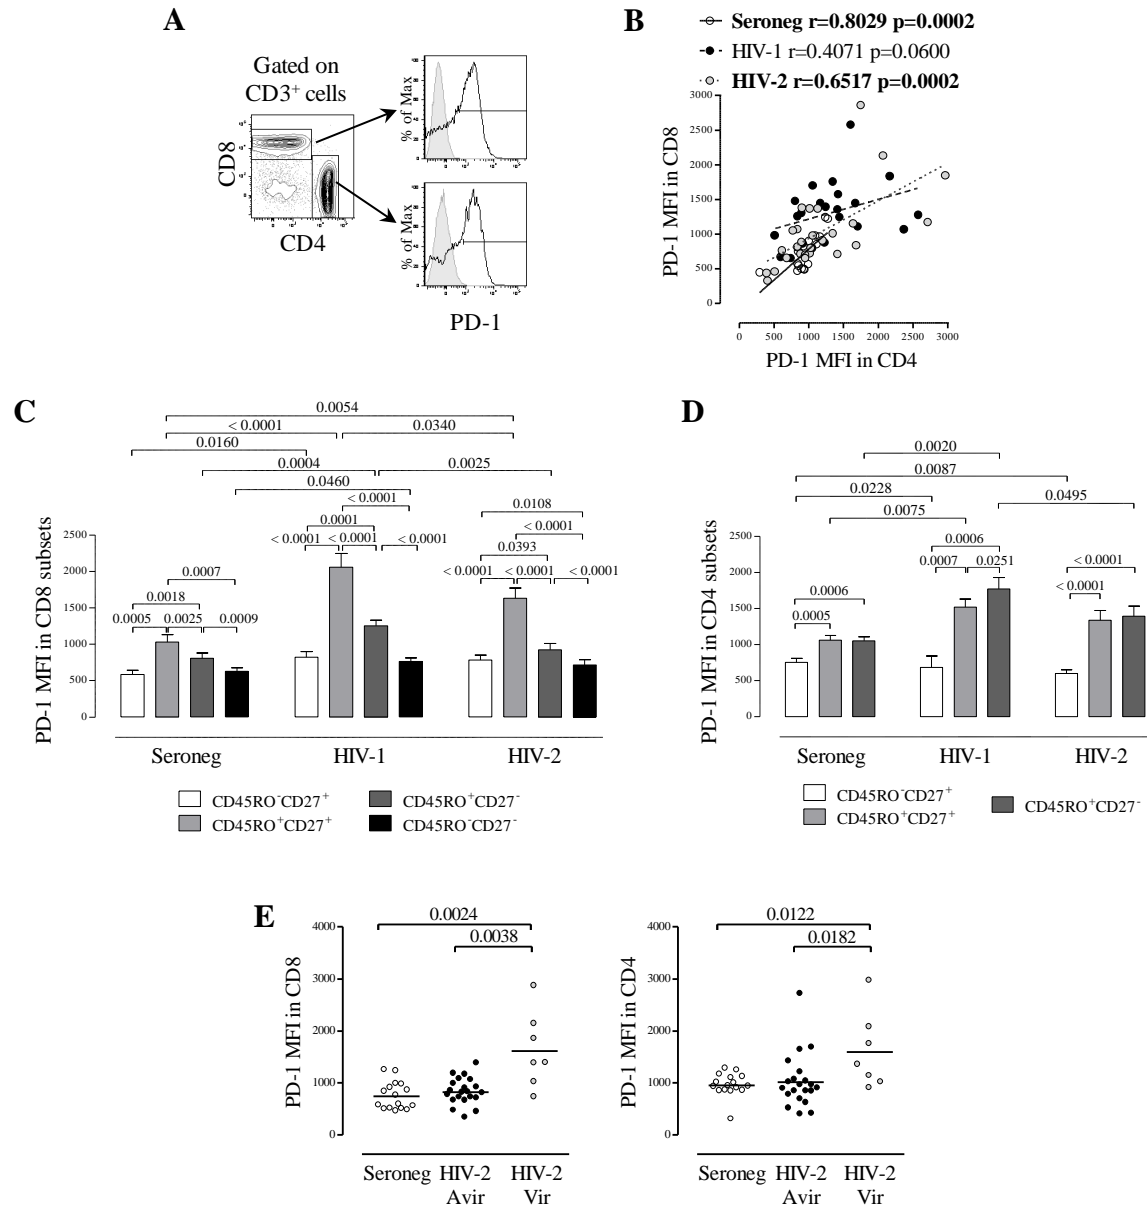 A
Gated on
CD3⁺ cells
CD8
CD4
% of Max
% of Max
PD-1
B
Seroneg r=0.8029 p=0.0002
HIV-1 r=0.4071 p=0.0600
HIV-2 r=0.6517 p=0.0002
PD-1 MFI in CD8
3000
2500
2000
1500
1000
500
0
0 500 1000 1500 2000 2500 3000
PD-1 MFI in CD4
C
0.0054
< 0.0001 0.0340
0.0160
0.0004 0.0025
0.0460
< 0.0001
0.0001
< 0.0001 < 0.0001 < 0.0001
0.0108
< 0.0001
0.0393
< 0.0001 < 0.0001 < 0.0001
0.0007
0.0018
0.0005 0.0025 0.0009
PD-1 MFI in CD8 subsets
2500
2000
1500
1000
500
0
Seroneg HIV-1 HIV-2
CD45RO⁻CD27⁺ CD45RO⁺CD27⁻
CD45RO⁺CD27⁺ CD45RO⁻CD27⁻
D
0.0020
0.0087
0.0228 0.0495
0.0075
0.0006
0.0007 0.0251
< 0.0001
< 0.0001
0.0006
0.0005
PD-1 MFI in CD4 subsets
2500
2000
1500
1000
500
0
Seroneg HIV-1 HIV-2
CD45RO⁻CD27⁺
CD45RO⁺CD27⁺
CD45RO⁺CD27⁻
E
0.0024
0.0038
PD-1 MFI in CD8
4000
3000
2000
1000
0
Seroneg HIV-2 HIV-2
Avir Vir
0.0122
0.0182
PD-1 MFI in CD4
4000
3000
2000
1000
0
Seroneg HIV-2 HIV-2
Avir Vir